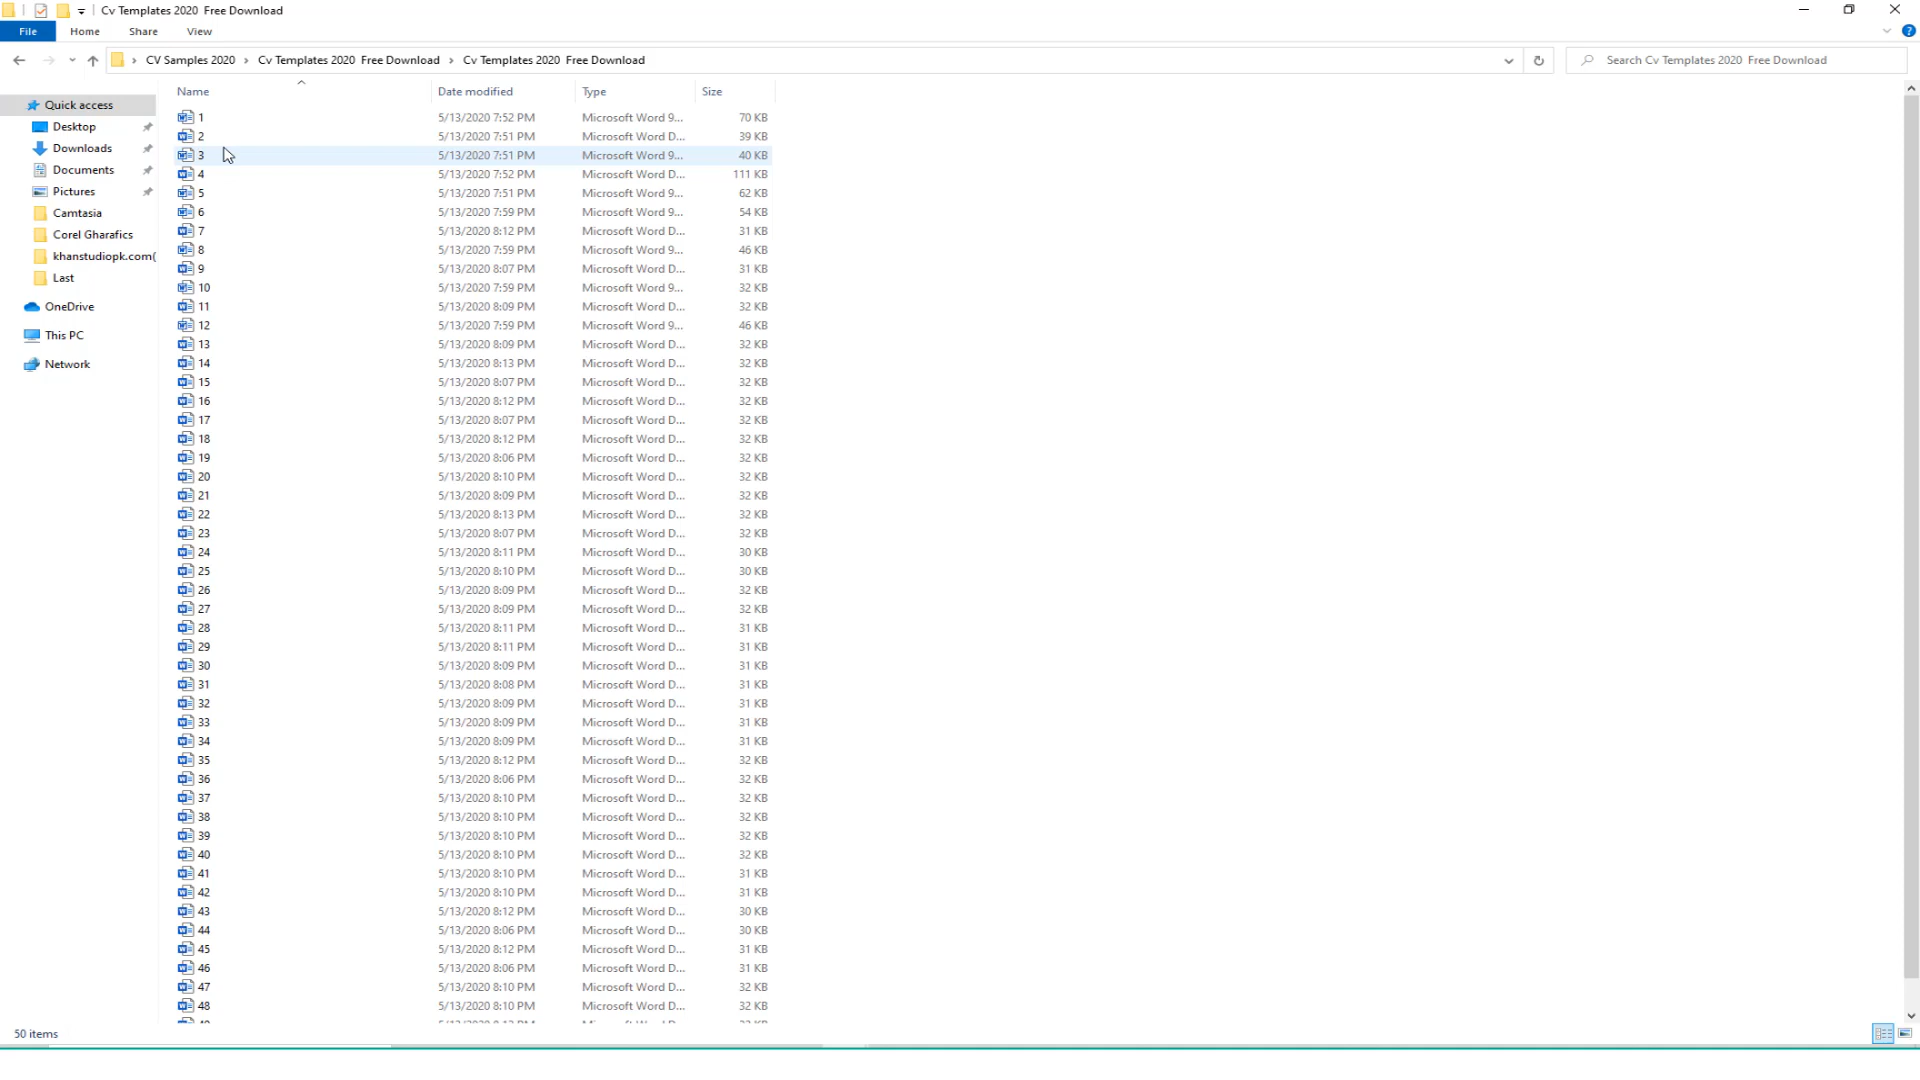 Cv Templates 2020  Free Download
File Home Share View
CV Samples 2020 Cv Templates 2020  Free Download Cv Templates 2020  Free Download Search Cv Templates 2020  Free Download
Name Date modified Type Size
Quick access
Desktop
Downloads
Documents
Pictures
Camtasia
Corel Gharafics
khanstudiopk.com(
Last
OneDrive
This PC
Network
1 5/13/2020 7:52 PM Microsoft Word 9... 70 KB
2 5/13/2020 7:51 PM Microsoft Word D... 39 KB
3 5/13/2020 7:51 PM Microsoft Word 9... 40 KB
4 5/13/2020 7:52 PM Microsoft Word D... 111 KB
5 5/13/2020 7:51 PM Microsoft Word 9... 62 KB
6 5/13/2020 7:59 PM Microsoft Word 9... 54 KB
7 5/13/2020 8:12 PM Microsoft Word D... 31 KB
8 5/13/2020 7:59 PM Microsoft Word 9... 46 KB
9 5/13/2020 8:07 PM Microsoft Word D... 31 KB
10 5/13/2020 7:59 PM Microsoft Word 9... 32 KB
11 5/13/2020 8:09 PM Microsoft Word D... 32 KB
12 5/13/2020 7:59 PM Microsoft Word 9... 46 KB
13 5/13/2020 8:09 PM Microsoft Word D... 32 KB
14 5/13/2020 8:13 PM Microsoft Word D... 32 KB
15 5/13/2020 8:07 PM Microsoft Word D... 32 KB
16 5/13/2020 8:12 PM Microsoft Word D... 32 KB
17 5/13/2020 8:07 PM Microsoft Word D... 32 KB
18 5/13/2020 8:12 PM Microsoft Word D... 32 KB
19 5/13/2020 8:06 PM Microsoft Word D... 32 KB
20 5/13/2020 8:10 PM Microsoft Word D... 32 KB
21 5/13/2020 8:09 PM Microsoft Word D... 32 KB
22 5/13/2020 8:13 PM Microsoft Word D... 32 KB
23 5/13/2020 8:07 PM Microsoft Word D... 32 KB
24 5/13/2020 8:11 PM Microsoft Word D... 30 KB
25 5/13/2020 8:10 PM Microsoft Word D... 30 KB
26 5/13/2020 8:09 PM Microsoft Word D... 32 KB
27 5/13/2020 8:09 PM Microsoft Word D... 32 KB
28 5/13/2020 8:11 PM Microsoft Word D... 31 KB
29 5/13/2020 8:11 PM Microsoft Word D... 31 KB
30 5/13/2020 8:09 PM Microsoft Word D... 31 KB
31 5/13/2020 8:08 PM Microsoft Word D... 31 KB
32 5/13/2020 8:09 PM Microsoft Word D... 31 KB
33 5/13/2020 8:09 PM Microsoft Word D... 31 KB
34 5/13/2020 8:09 PM Microsoft Word D... 31 KB
35 5/13/2020 8:12 PM Microsoft Word D... 32 KB
36 5/13/2020 8:06 PM Microsoft Word D... 32 KB
37 5/13/2020 8:10 PM Microsoft Word D... 32 KB
38 5/13/2020 8:10 PM Microsoft Word D... 32 KB
39 5/13/2020 8:10 PM Microsoft Word D... 32 KB
40 5/13/2020 8:10 PM Microsoft Word D... 32 KB
41 5/13/2020 8:10 PM Microsoft Word D... 31 KB
42 5/13/2020 8:10 PM Microsoft Word D... 31 KB
43 5/13/2020 8:12 PM Microsoft Word D... 30 KB
44 5/13/2020 8:06 PM Microsoft Word D... 30 KB
45 5/13/2020 8:12 PM Microsoft Word D... 31 KB
46 5/13/2020 8:06 PM Microsoft Word D... 31 KB
47 5/13/2020 8:10 PM Microsoft Word D... 32 KB
48 5/13/2020 8:10 PM Microsoft Word D... 32 KB
50 items